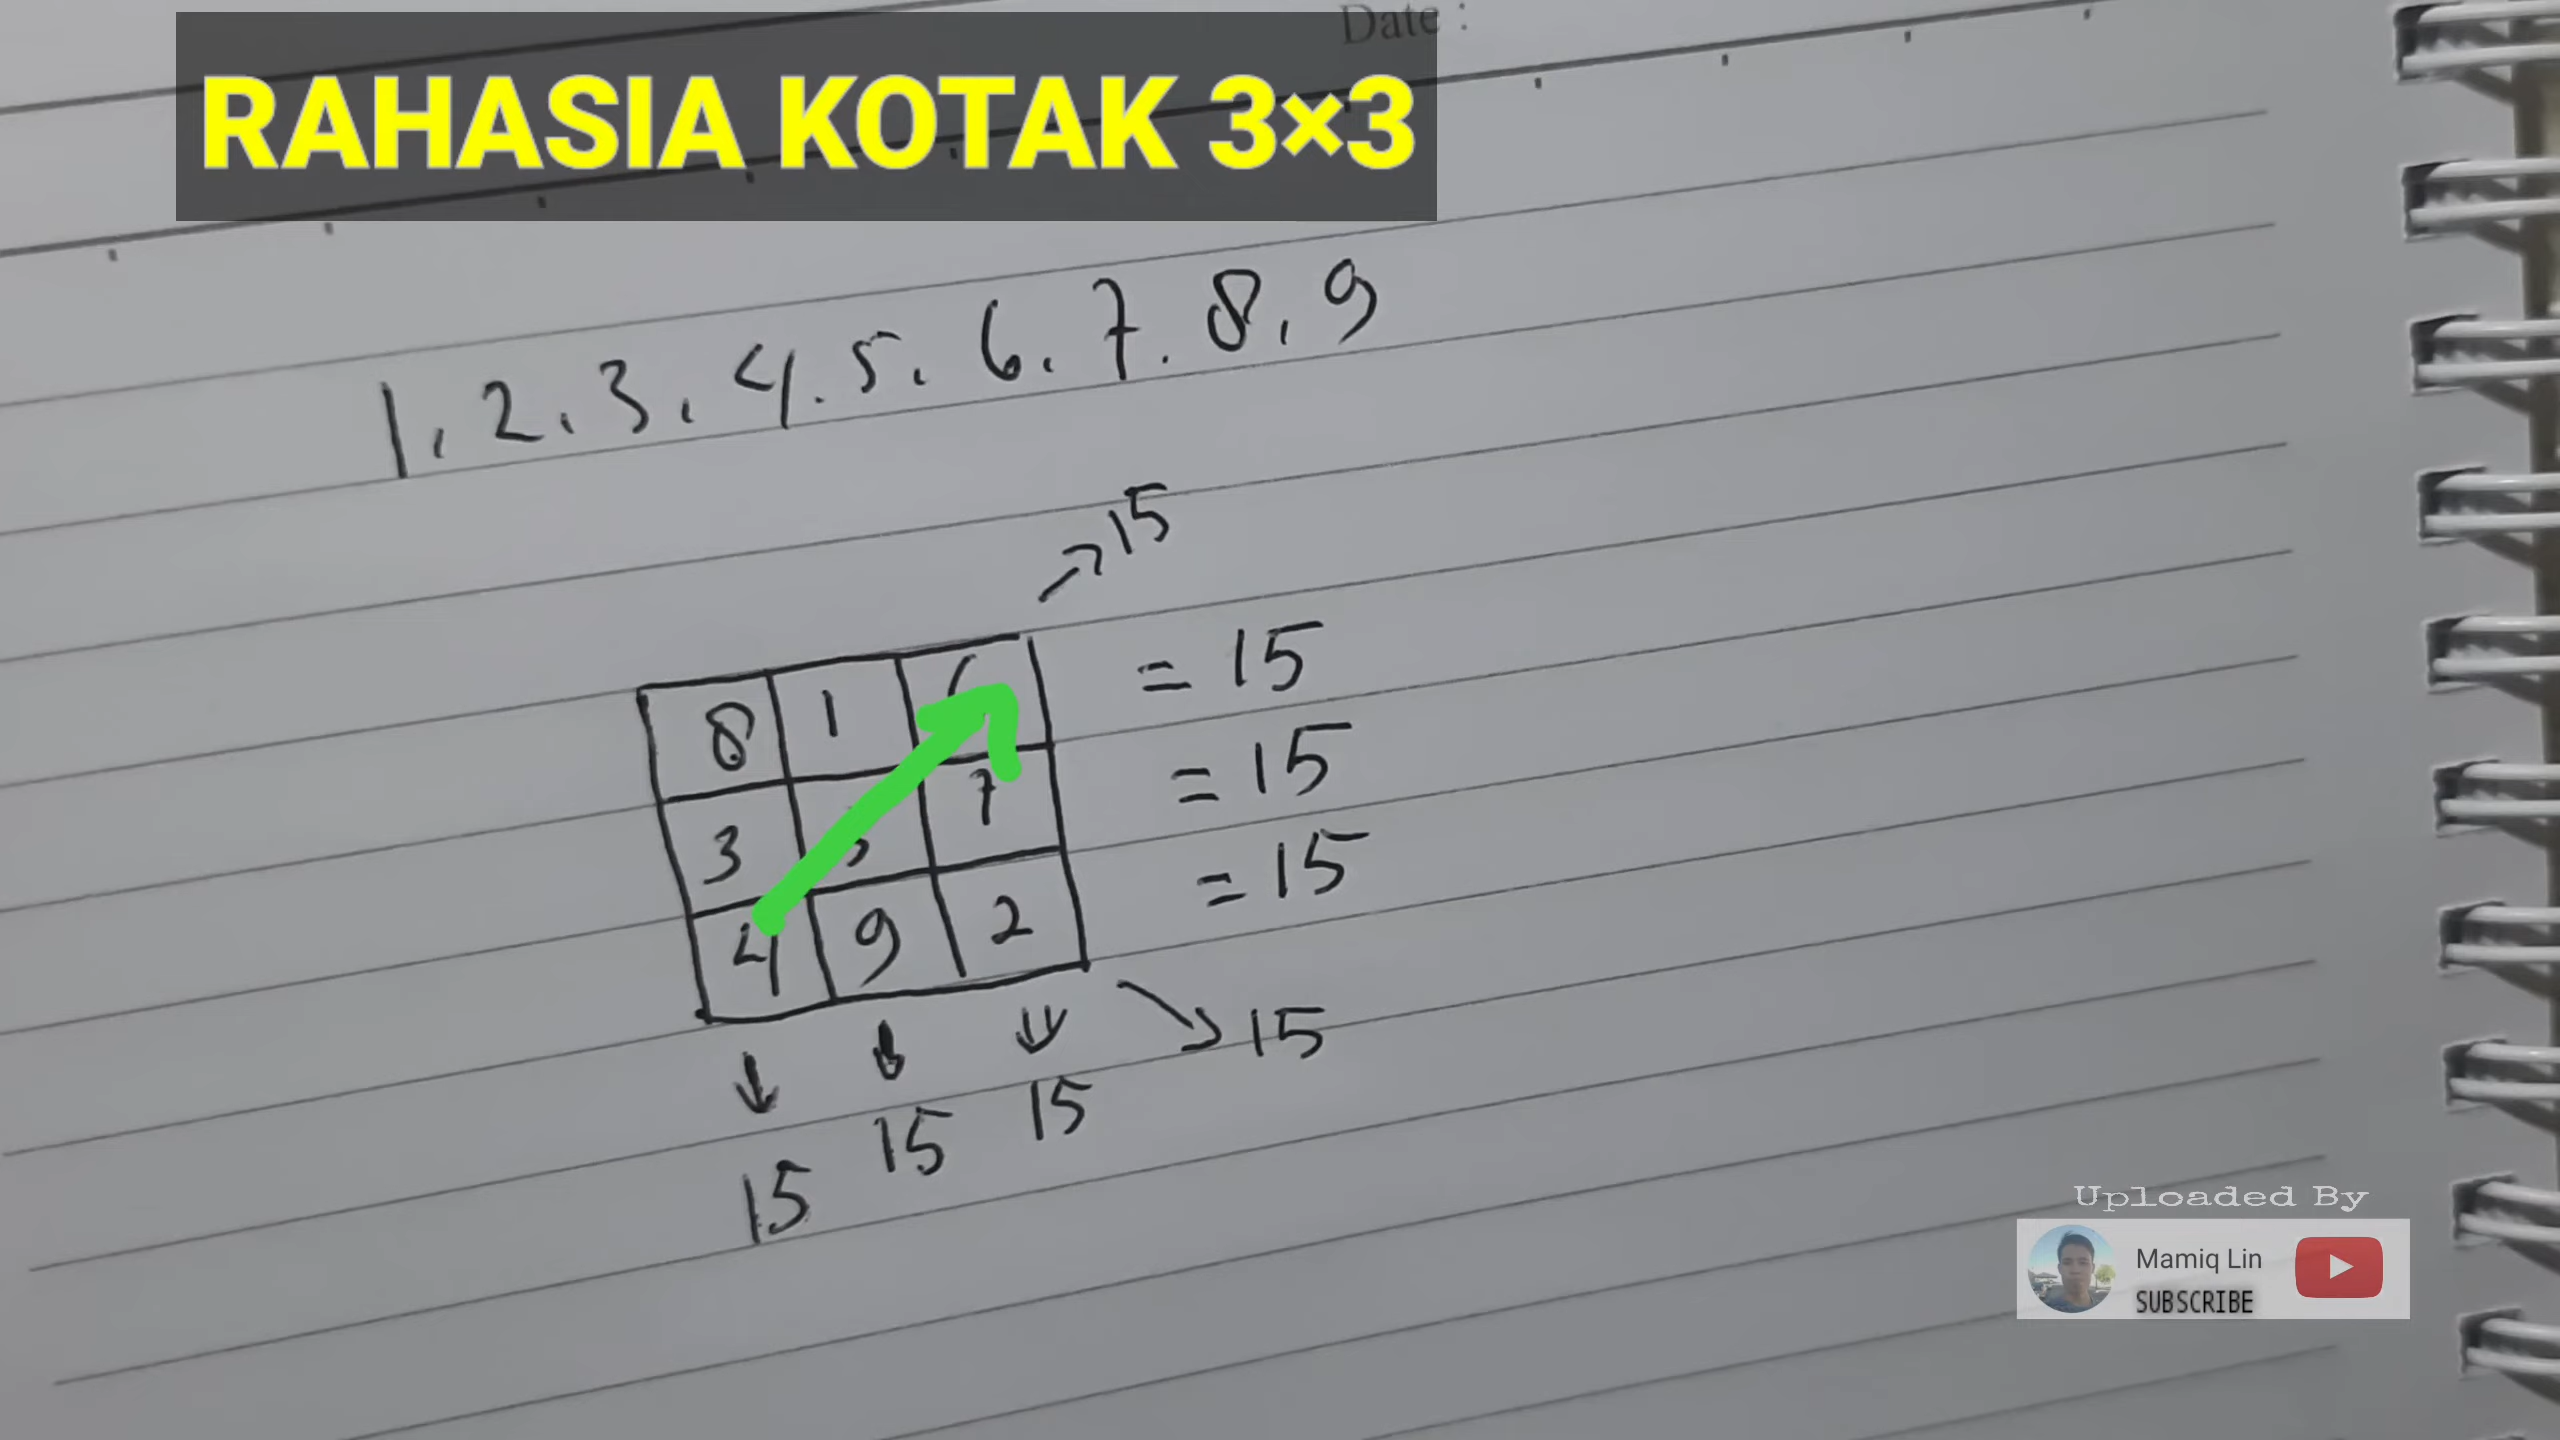 Date :
RAHASIA KOTAK 3×3
1, 2, 3, 4. 5, 6, 7. 8, 9
→ 15
8 1 = 15
3 7 = 15
4 9 2 = 15
↓ ↓ ↓ → 15
15 15 15
Uploaded By
Mamiq Lin
SUBSCRIBE